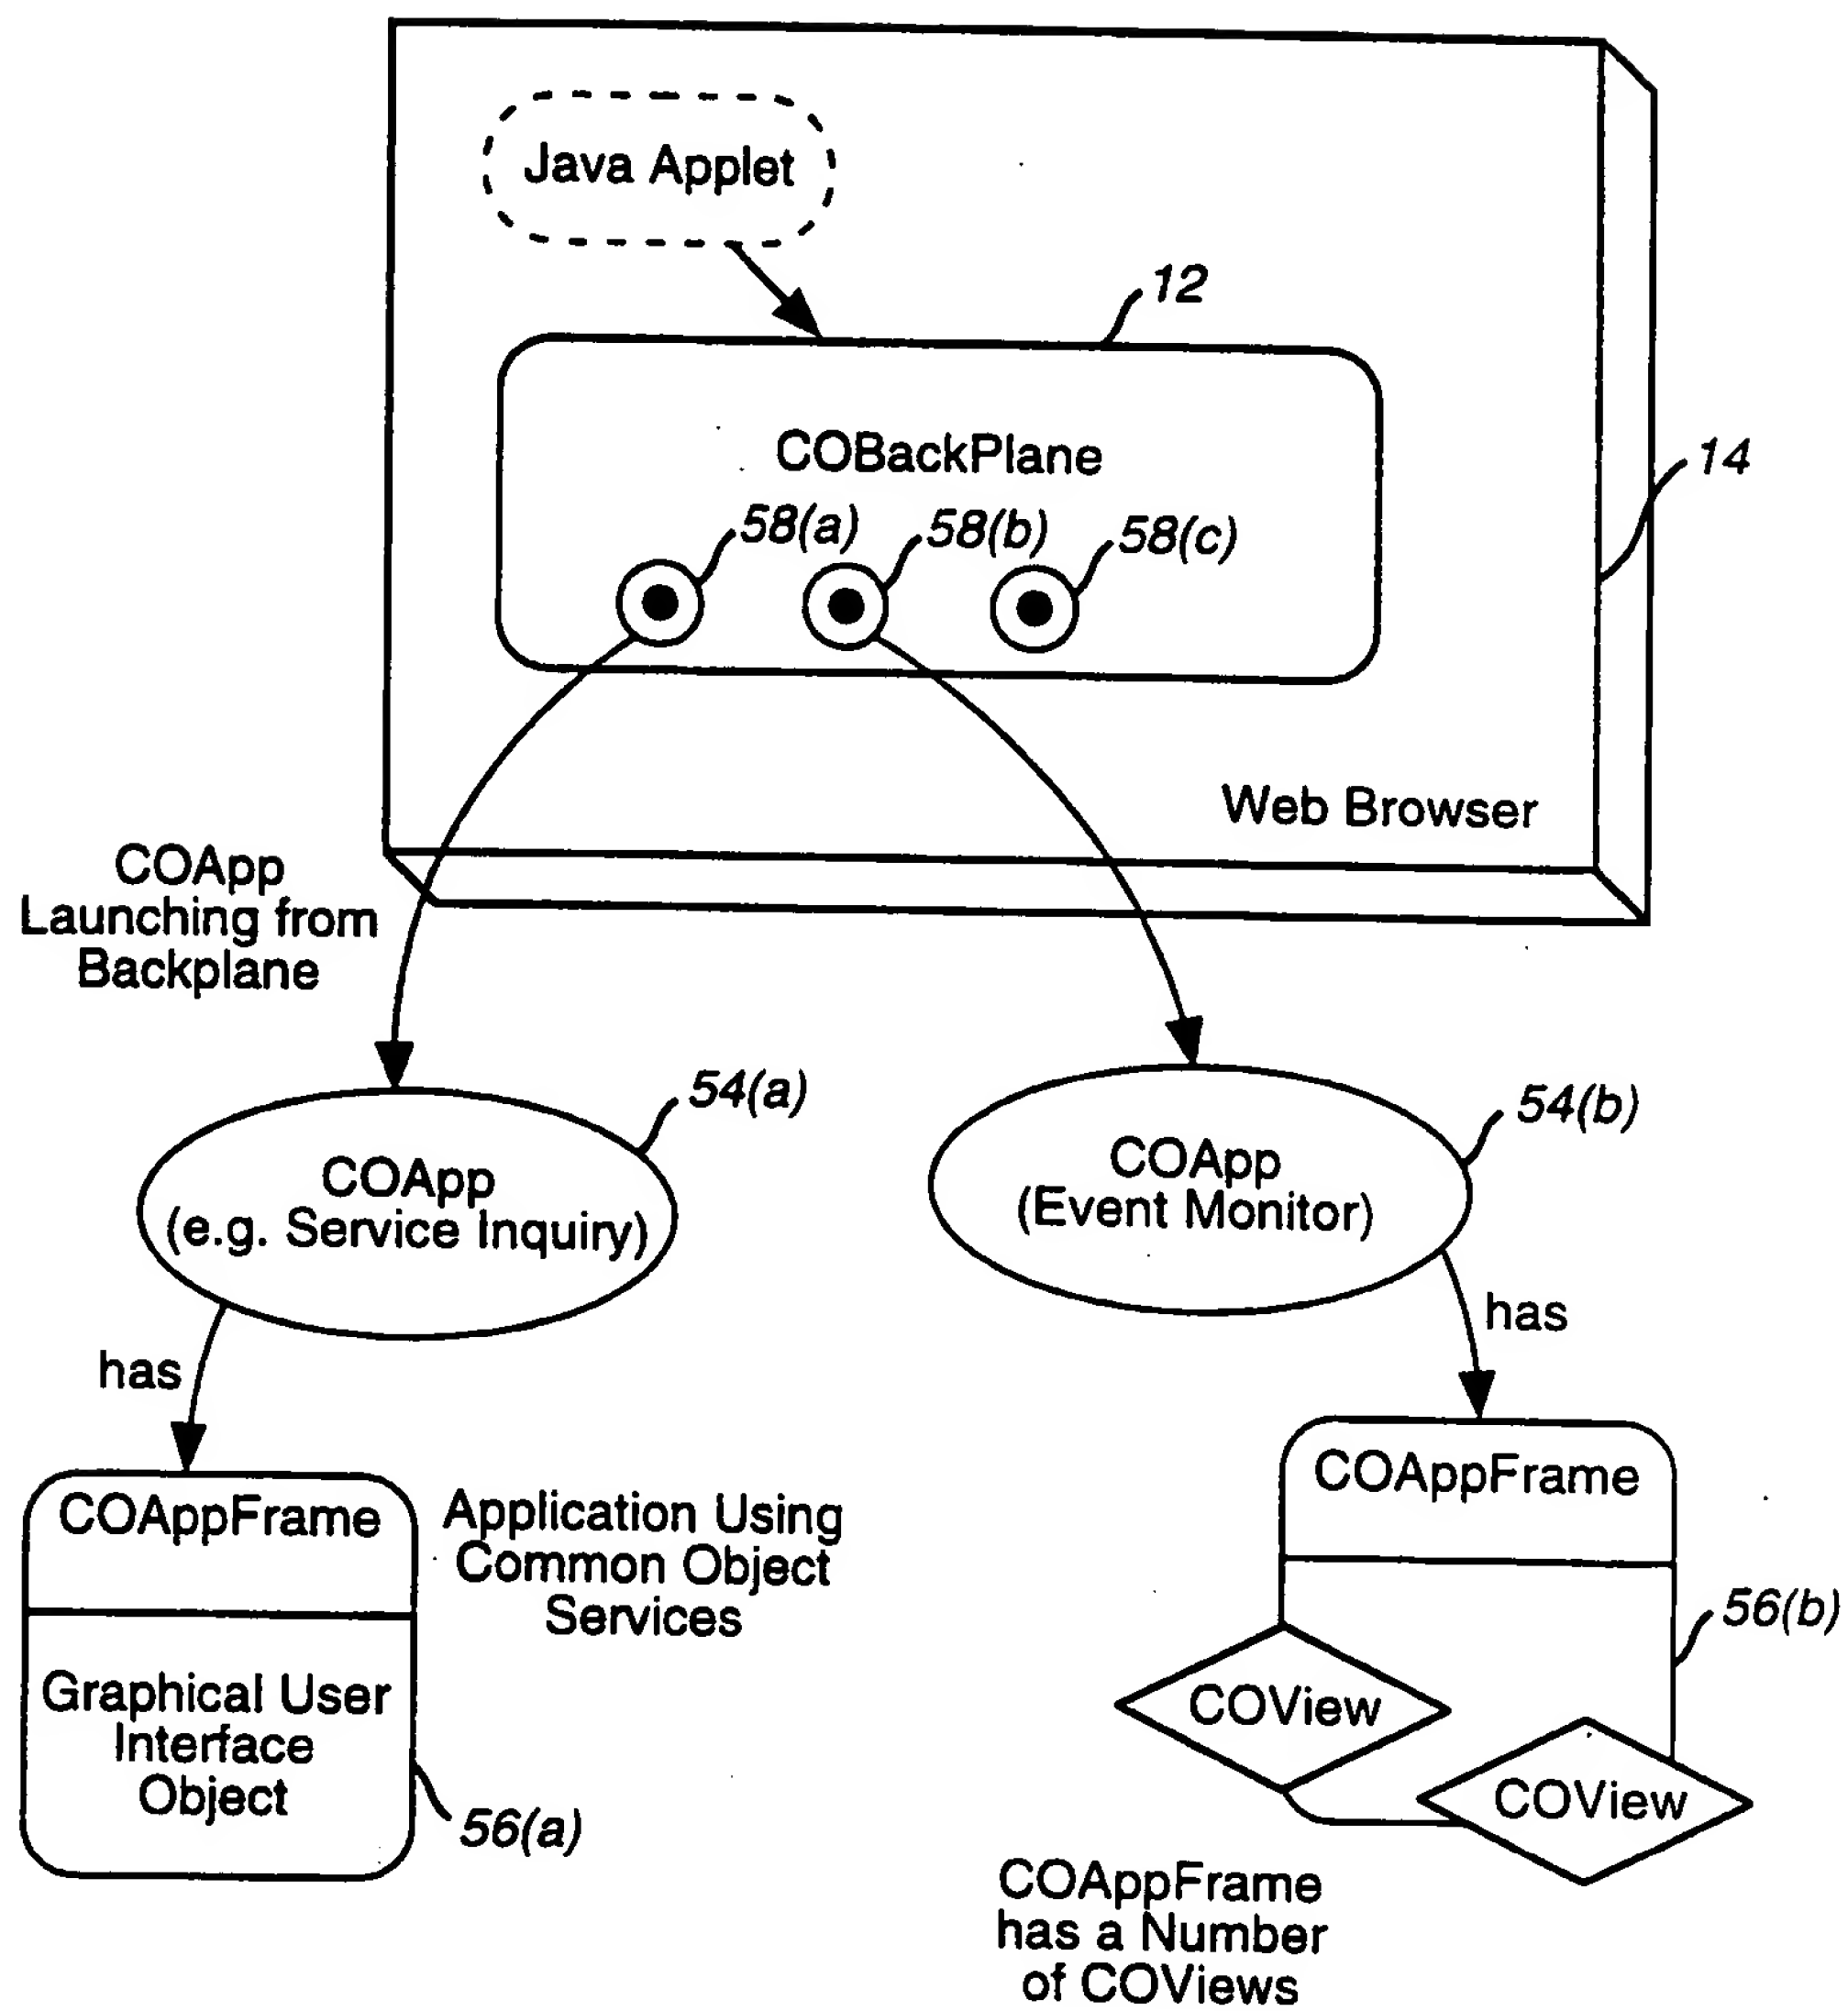 Java Applet
12
COBackPlane
14
58(a)
58(b)
58(c)
Web Browser
COApp
Launching from
Backplane
54(a)
54(b)
COApp
(e.g. Service Inquiry)
COApp
(Event Monitor)
has
has
COAppFrame
Application Using
Common Object
Services
Graphical User
Interface
Object
56(a)
COAppFrame
56(b)
COView
COView
COAppFrame
has a Number
of COViews